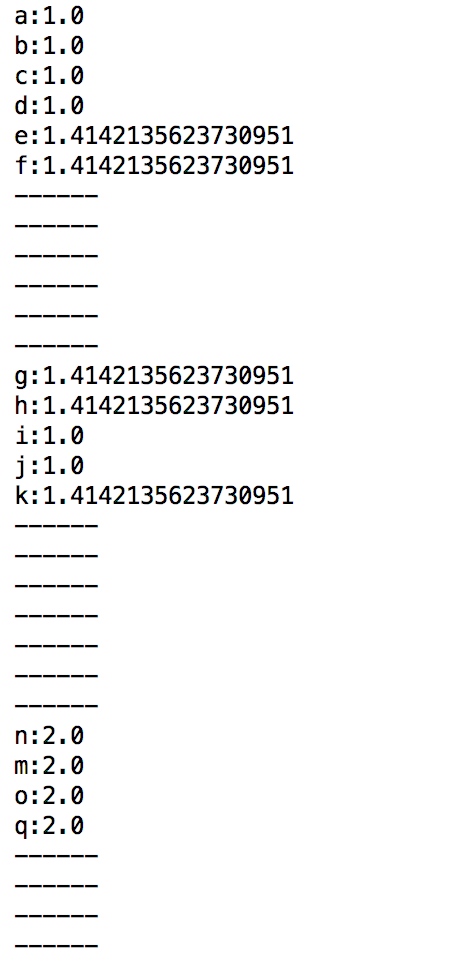 a:1.0
b:1.0
c:1.0
d:1.0
e:1.4142135623730951
f:1.4142135623730951
------
------
------
------
------
------
g:1.4142135623730951
h:1.4142135623730951
i:1.0
j:1.0
k:1.4142135623730951
------
------
------
------
------
------
------
n:2.0
m:2.0
o:2.0
q:2.0
------
------
------
------